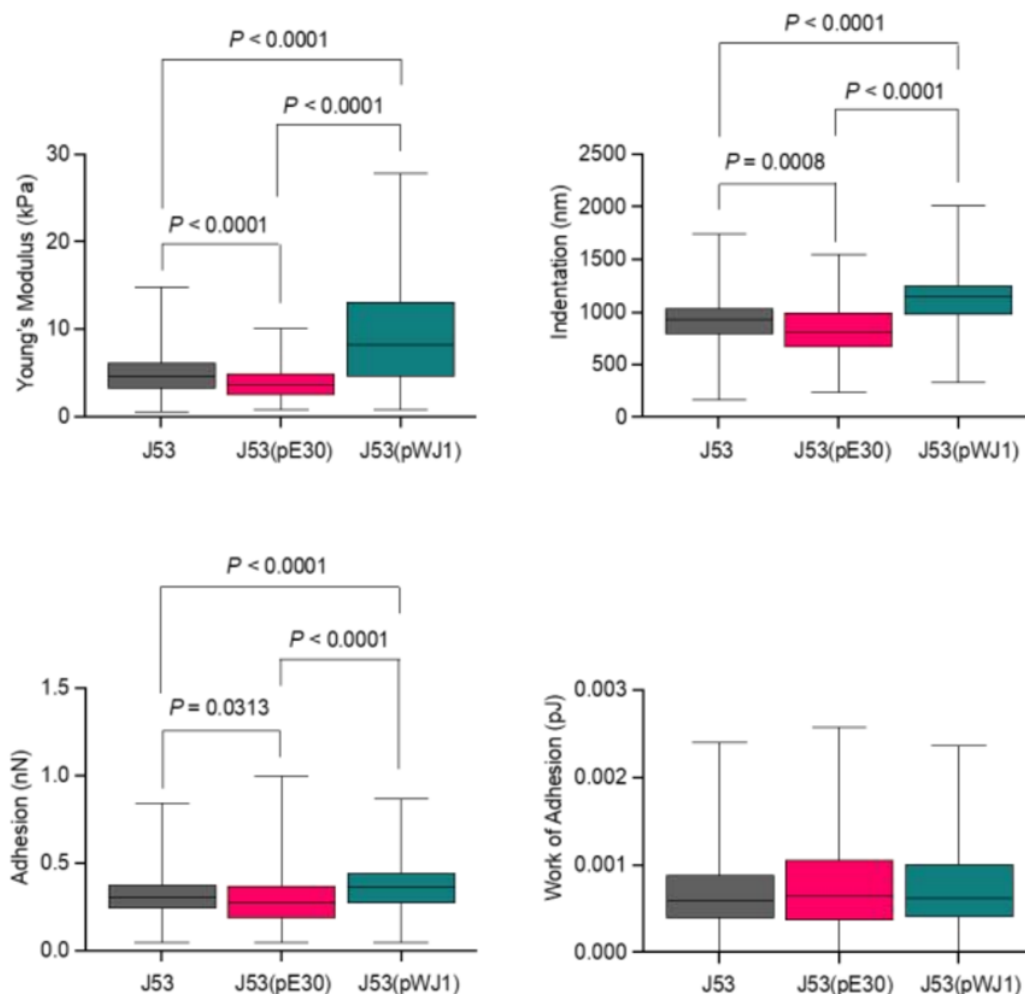 P < 0.0001
P < 0.0001
P < 0.0001
30
20
10
0
Young's Modulus (kPa)
J53 J53(pE30) J53(pWJ1)
P < 0.0001
P < 0.0001
P = 0.0008
2500
2000
1500
1000
500
0
Indentation (nm)
J53 J53(pE30) J53(pWJ1)
P < 0.0001
P < 0.0001
P = 0.0313
1.5
1.0
0.5
0.0
Adhesion (nN)
J53 J53(pE30) J53(pWJ1)
0.003
0.002
0.001
0.000
Work of Adhesion (pJ)
J53 J53(pE30) J53(pWJ1)